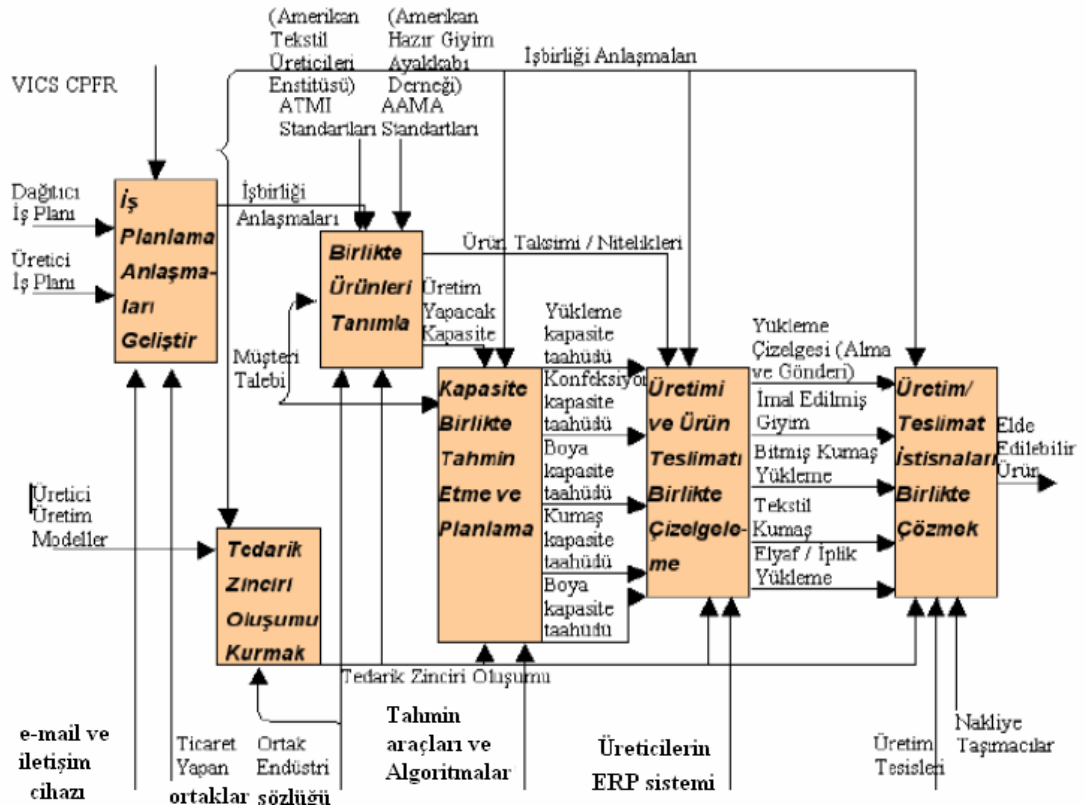 (Amerikan
Tekstil
Üreticileri
Enstitüsü)
ATMI
Standartları
(Amerikan
Hazır Giyim
Ayakkabı
Derneği)
AAMA
Standartları
İşbirliği Anlaşmaları
VICS CPFR
Dağıtıcı
İş Planı
Üretici
İş Planı
İş
Planlama
Anlaşma-
ları
Geliştir
İşbirliği
Anlaşmaları
Birlikte
Ürünleri
Tanımla
Ürün Taksimi / Nitelikleri
Üretim
Yapacak
Kapasite
Müşteri
Talebi
Kapasite
Birlikte
Tahmin
Etme ve
Planlama
Yükleme
kapasite
taahüdü
Konfeksiyon
kapasite
taahüdü
Boya
kapasite
taahüdü
Kumaş
kapasite
taahüdü
Boya
kapasite
taahüdü
Üretimi
ve Ürün
Teslimatı
Birlikte
Çizelgele-
me
Yükleme
Çizelgesi (Alma
ve Gönderi)
İmal Edilmiş
Giyim
Bitmiş Kumaş
Yükleme
Tekstil
Kumaş
Elyaf / İplik
Yükleme
Üretim/
Teslimat
İstisnaları
Birlikte
Çözmek
Elde
Edilebilir
Ürün
Üretici
Üretim
Modeller
Tedarik
Zinciri
Oluşumu
Kurmak
Tedarik Zinciri Oluşumu
e-mail ve
iletişim
cihazı
Ticaret
Yapan
ortaklar
Ortak
Endüstri
sözlüğü
Tahmin
araçları ve
Algoritmalar
Üreticilerin
ERP sistemi
Üretim
Tesisleri
Nakliye
Taşımacılar